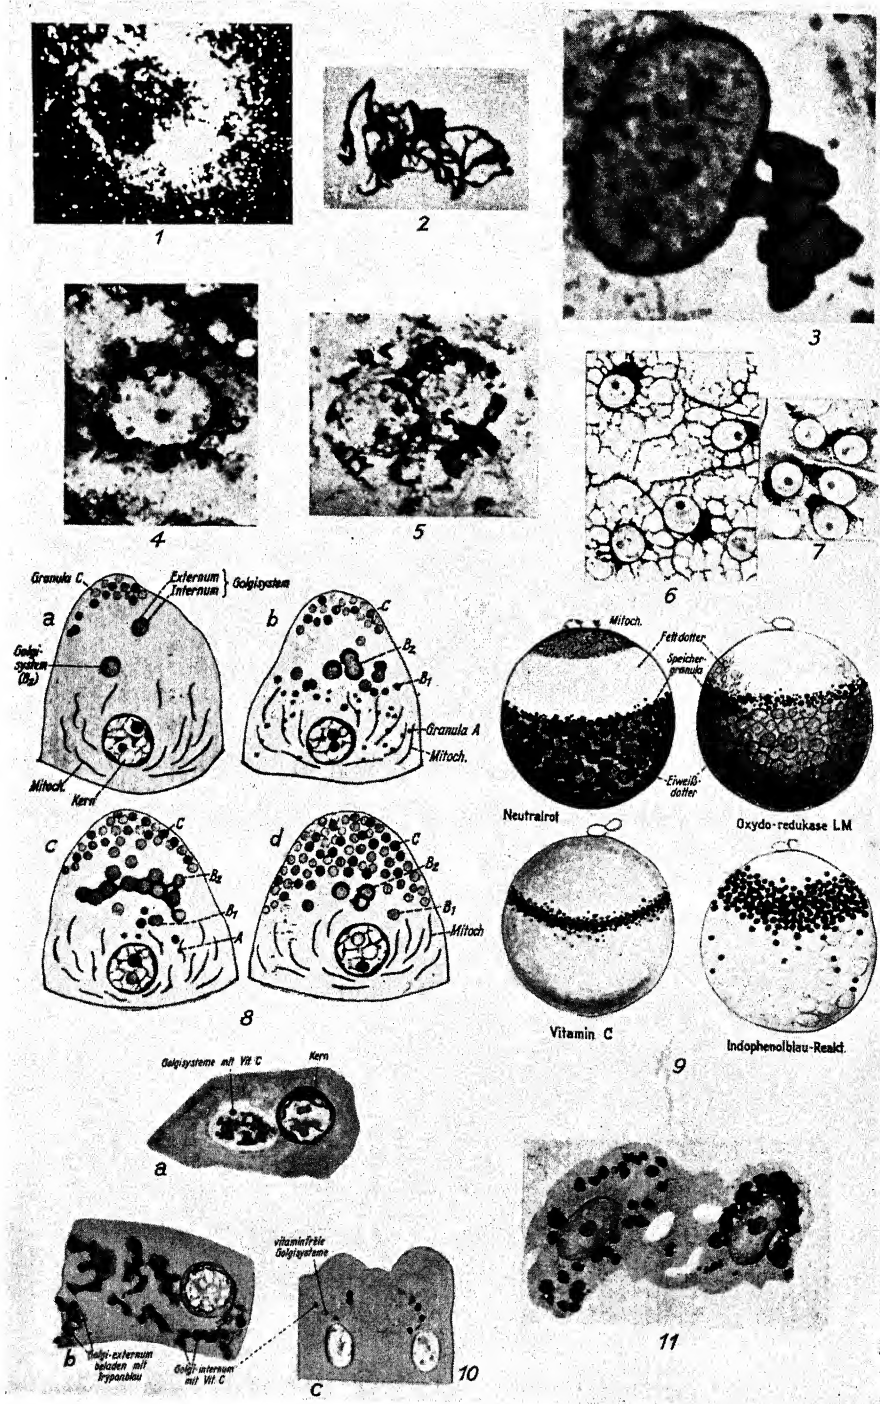 1
2
3
4
5
6
7
Granula C
a
Externum
Internum
Golgisystem
Golgi-
system
(B2)
Mitoch.
Kern
b
C
B2
B1
Granula A
Mitoch.
c
C
B2
B1
A
d
C
B2
B1
Mitoch
8
Mitoch.
Fettdotter
Speicher-
granula
Eiweiß-
dotter
Neutralrot
Oxydo-redukase L.M
Vitamin C
Indophenolblau-Reakt.
9
Golgisysteme mit Vit. C
Kern
a
b
Golgi-externum
beladen mit
Trypanblau
Golgi-internum
mit Vit. C
vitaminfreie
Golgisysteme
c
10
11